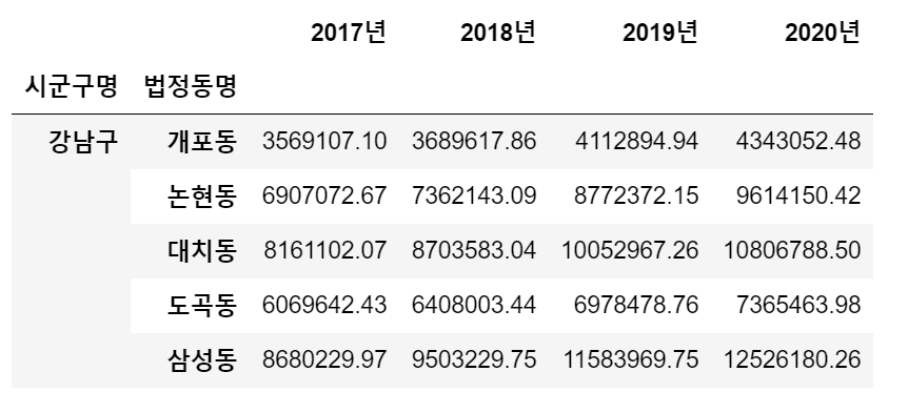 2017년 2018년 2019년 2020년
시군구명 법정동명
강남구 개포동 3569107.10 3689617.86 4112894.94 4343052.48
논현동 6907072.67 7362143.09 8772372.15 9614150.42
대치동 8161102.07 8703583.04 10052967.26 10806788.50
도곡동 6069642.43 6408003.44 6978478.76 7365463.98
삼성동 8680229.97 9503229.75 11583969.75 12526180.26